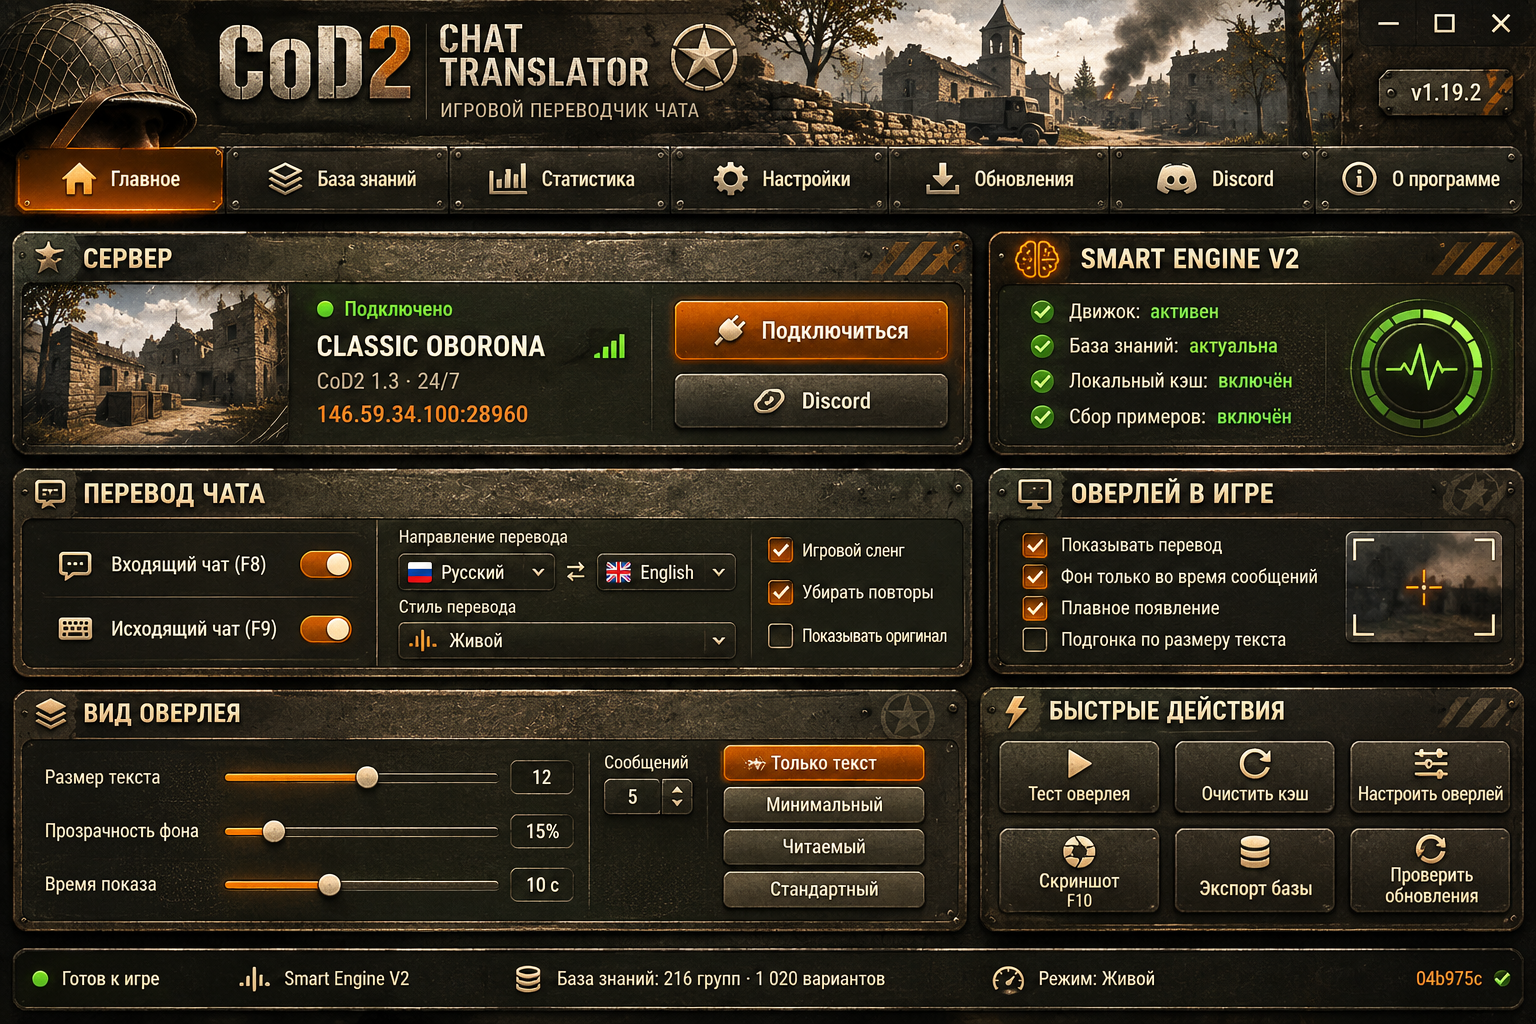 CoD2
CHAT
TRANSLATOR
ИГРОВОЙ ПЕРЕВОДЧИК ЧАТА
v1.19.2
Главное
База знаний
Статистика
Настройки
Обновления
Discord
О программе
СЕРВЕР
Подключено
CLASSIC OBORONA
CoD2 1.3 · 24/7
146.59.34.100:28960
Подключиться
Discord
SMART ENGINE V2
Движок: активен
База знаний: актуальна
Локальный кэш: включён
Сбор примеров: включён
ПЕРЕВОД ЧАТА
Входящий чат (F8)
Исходящий чат (F9)
Направление перевода
Русский
English
Стиль перевода
Живой
Игровой сленг
Убирать повторы
Показывать оригинал
ОВЕРЛЕЙ В ИГРЕ
Показывать перевод
Фон только во время сообщений
Плавное появление
Подгонка по размеру текста
ВИД ОВЕРЛЕЯ
Размер текста
12
Прозрачность фона
15%
Время показа
10 с
Сообщений
5
Только текст
Минимальный
Читаемый
Стандартный
БЫСТРЫЕ ДЕЙСТВИЯ
Тест оверлея
Очистить кэш
Настроить оверлей
Скриншот
F10
Экспорт базы
Проверить
обновления
Готов к игре
Smart Engine V2
База знаний: 216 групп · 1 020 вариантов
Режим: Живой
04b975c